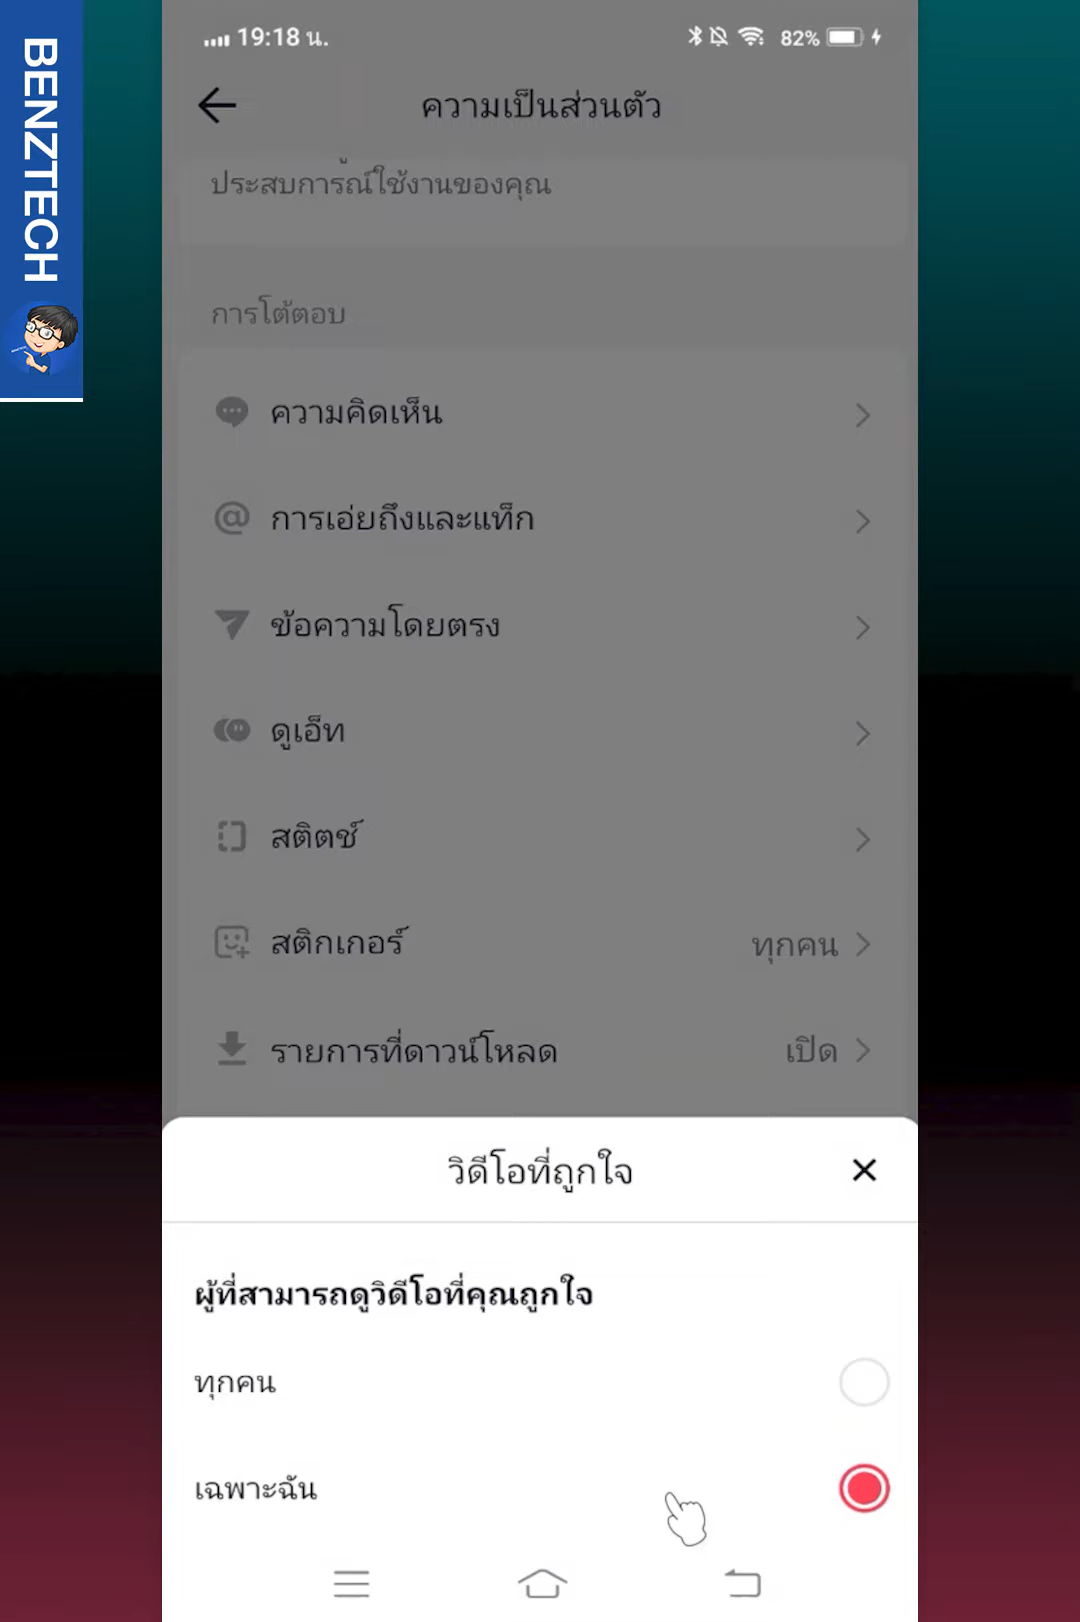 BENZTECH
19:18 น.
82%
ความเป็นส่วนตัว
ประสบการณ์ใช้งานของคุณ
การโต้ตอบ
ความคิดเห็น
การเอ่ยถึงและแท็ก
ข้อความโดยตรง
ดูเอ็ท
สติตช์
สติกเกอร์ ทุกคน
รายการที่ดาวน์โหลด เปิด
วิดีโอที่ถูกใจ
ผู้ที่สามารถดูวิดีโอที่คุณถูกใจ
ทุกคน
เฉพาะฉัน